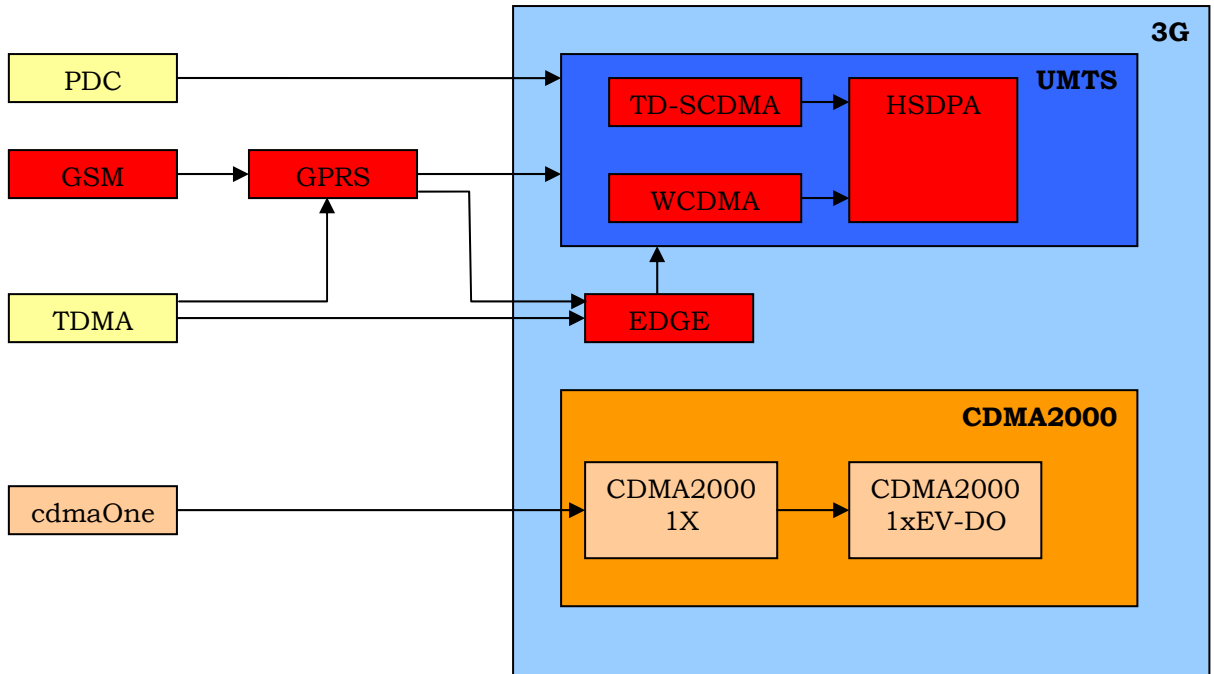 3G
PDC
UMTS
TD-SCDMA
HSDPA
GSM
GPRS
WCDMA
TDMA
EDGE
CDMA2000
cdmaOne
CDMA2000
1X
CDMA2000
1xEV-DO